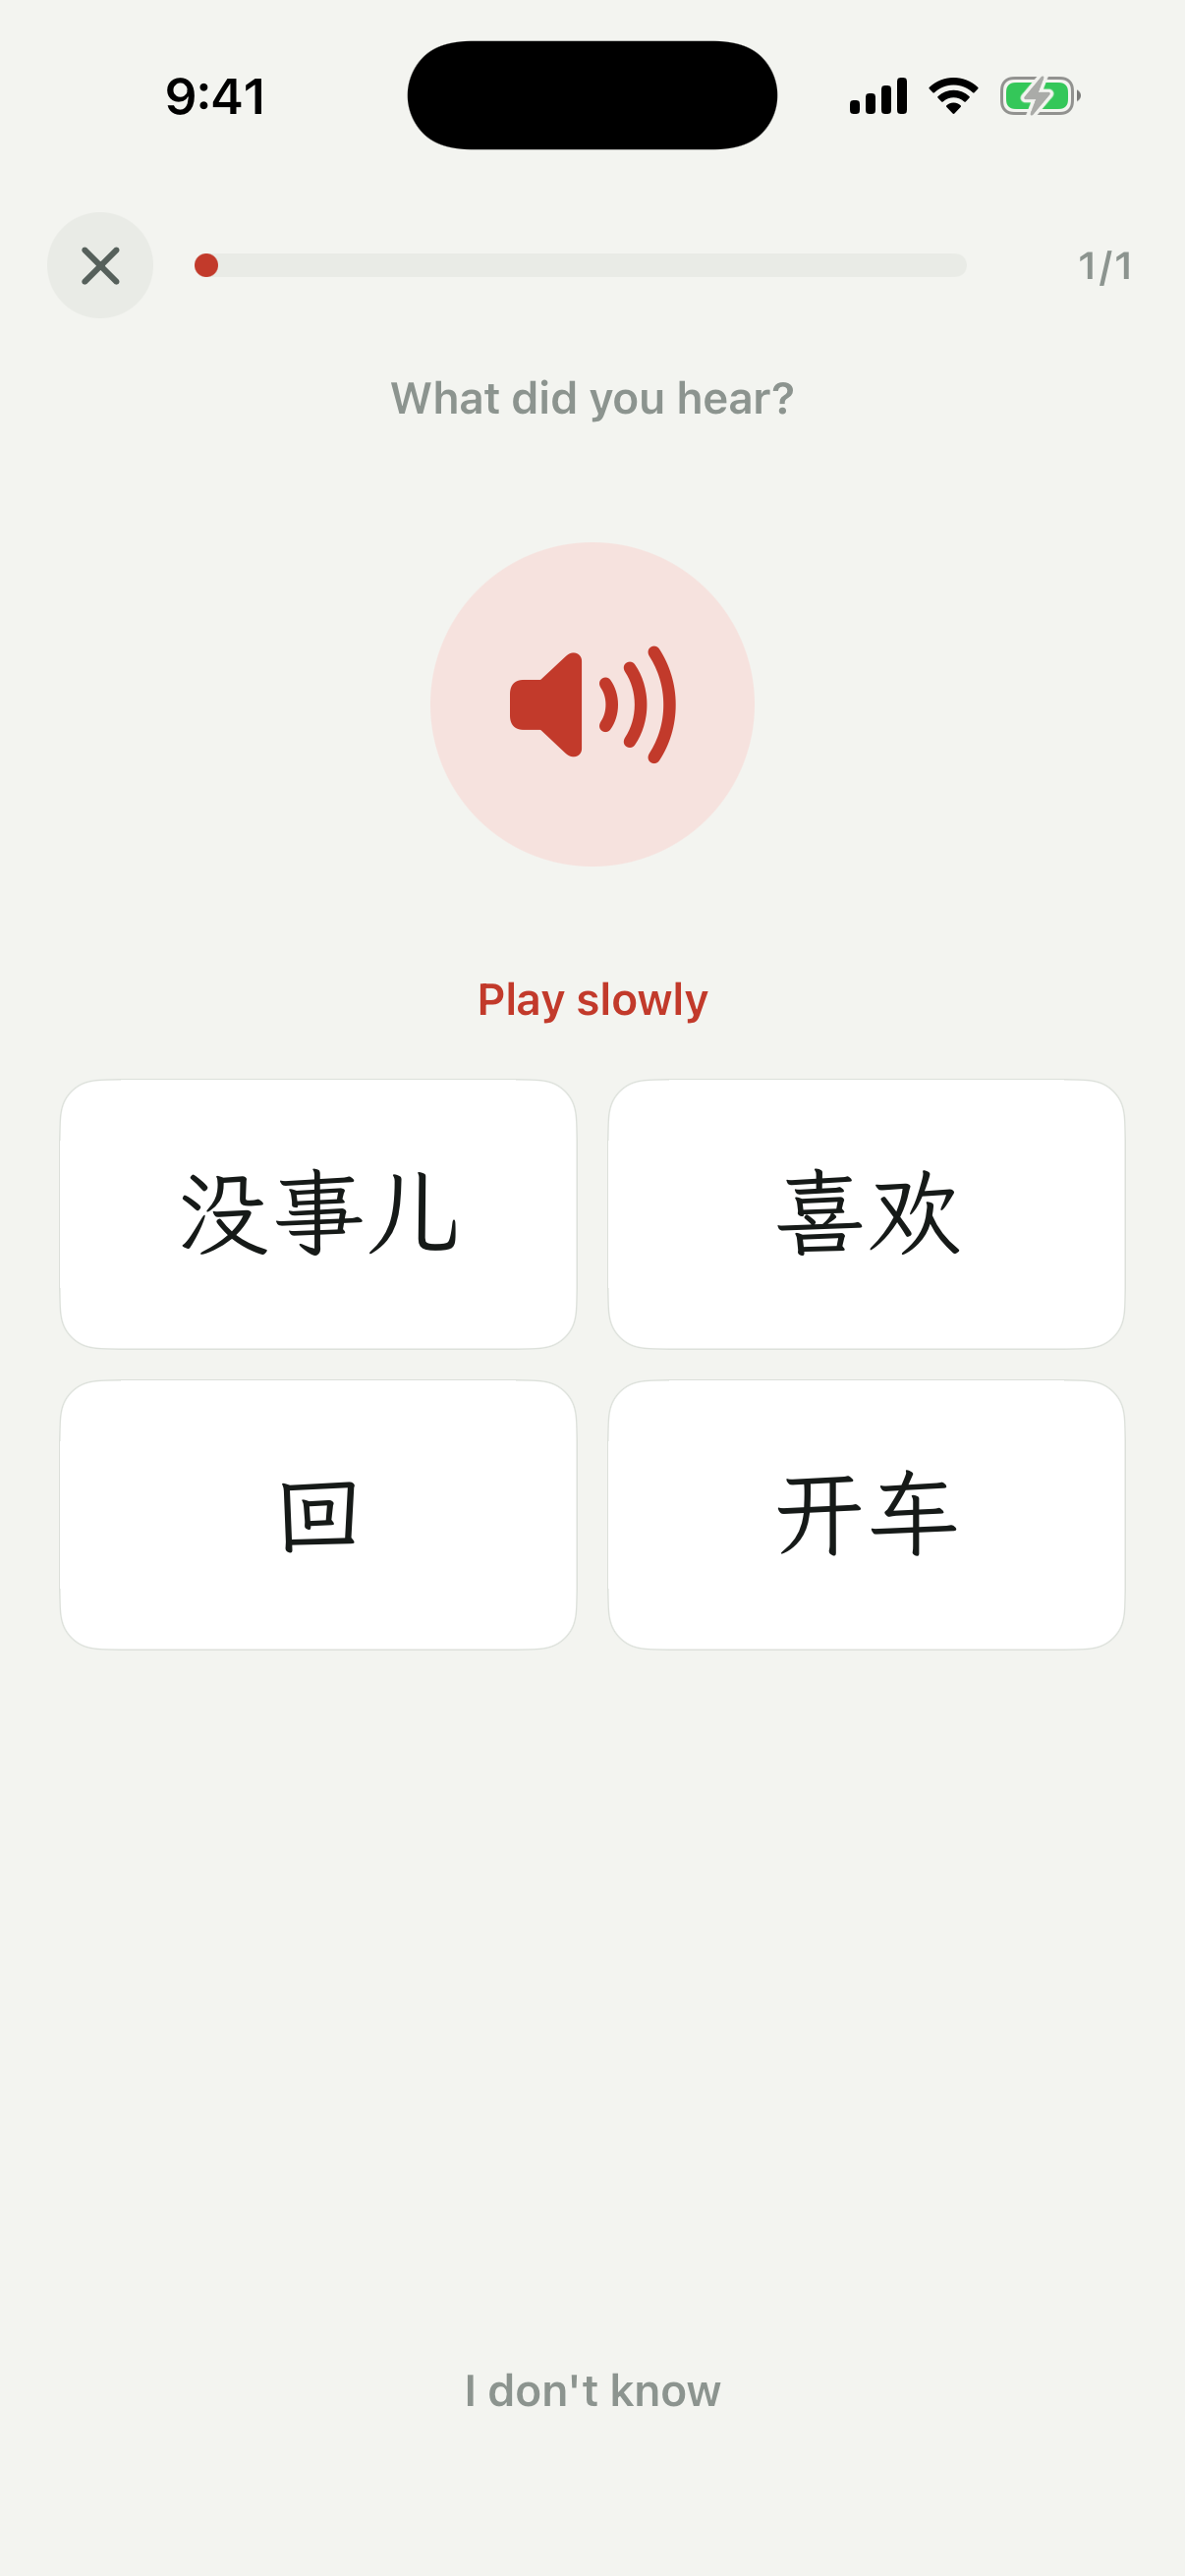 9:41
1/1
What did you hear?
Play slowly
没事儿
喜欢
回
开车
I don't know